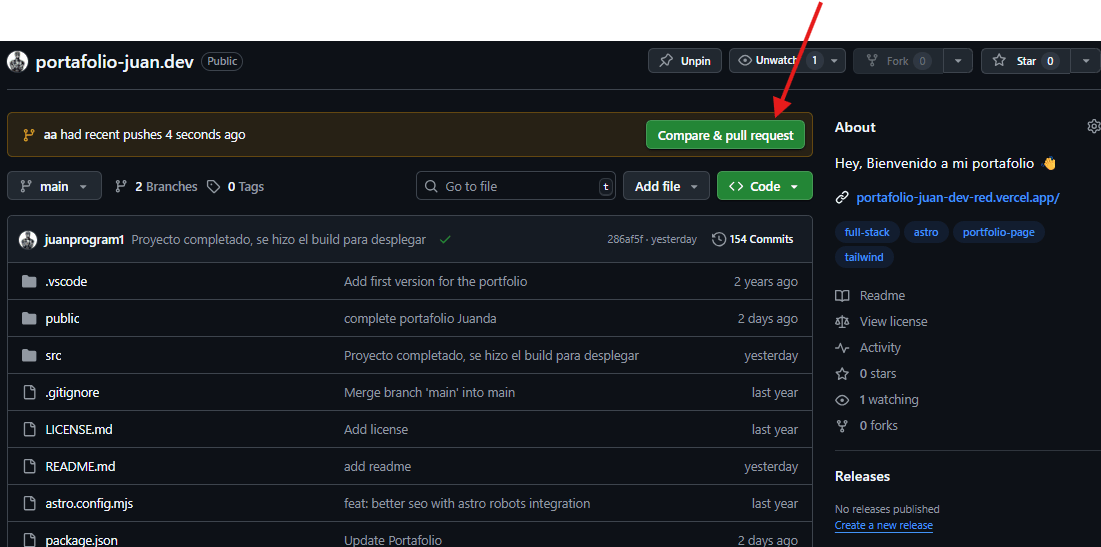 portafolio-juan.dev Public Unpin Unwatch 1 Fork 0 Star 0
aa had recent pushes 4 seconds ago Compare & pull request
main 2 Branches 0 Tags Go to file t Add file <> Code
juanprogram1 Proyecto completado, se hizo el build para desplegar 286af5f · yesterday 154 Commits
.vscode Add first version for the portfolio 2 years ago
public complete portafolio Juanda 2 days ago
src Proyecto completado, se hizo el build para desplegar yesterday
.gitignore Merge branch 'main' into main last year
LICENSE.md Add license last year
README.md add readme yesterday
astro.config.mjs feat: better seo with astro robots integration last year
package.json Update Portafolio 2 days ago
About
Hey, Bienvenido a mi portafolio 👋
portafolio-juan-dev-red.vercel.app/
full-stack astro portfolio-page
tailwind
Readme
View license
Activity
0 stars
1 watching
0 forks
Releases
No releases published
Create a new release